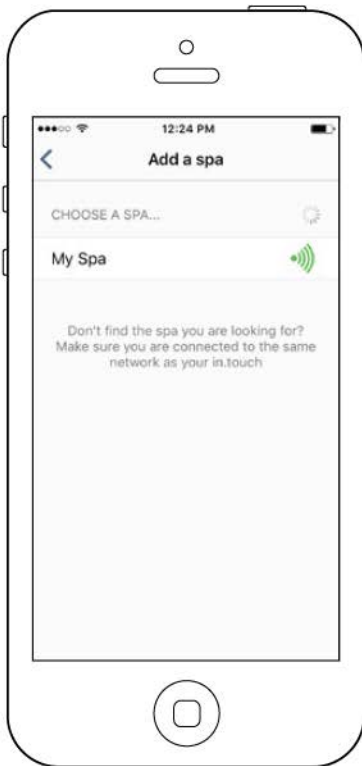 12:24 PM
Add a spa
CHOOSE A SPA...
My Spa
Don't find the spa you are looking for?
Make sure you are connected to the same
network as your in.touch